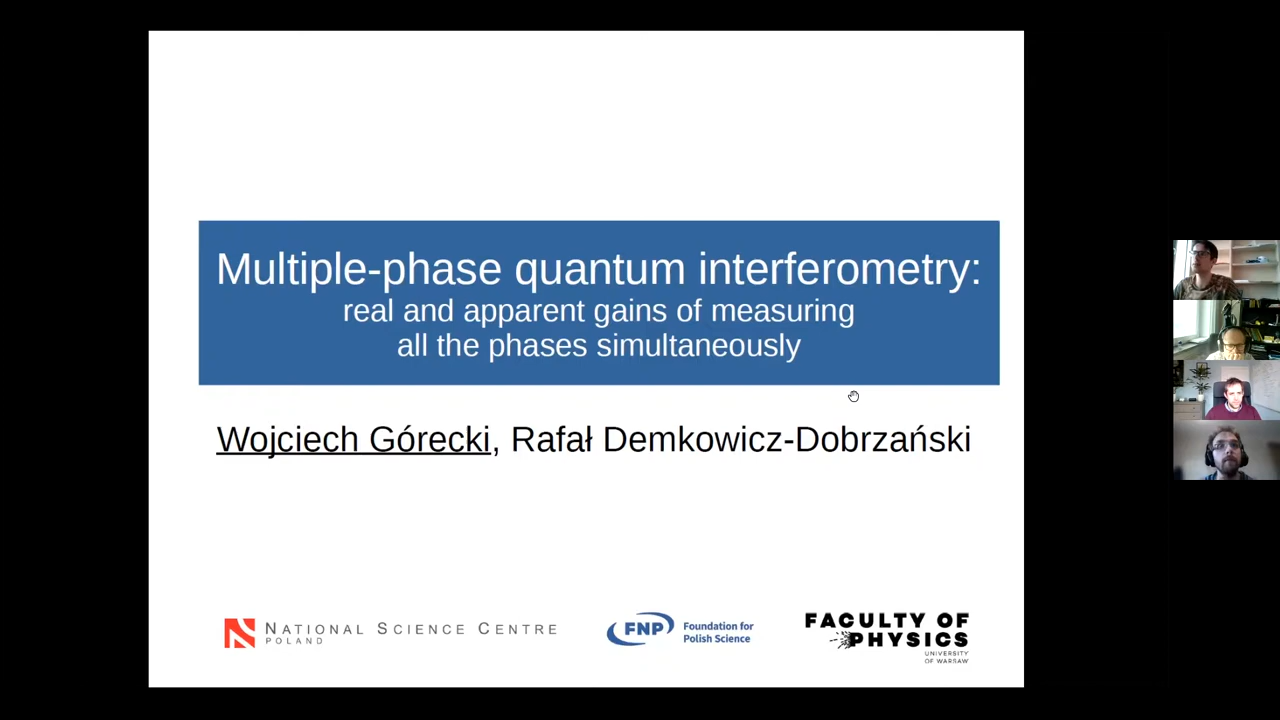 Multiple-phase quantum interferometry:
real and apparent gains of measuring
all the phases simultaneously
Wojciech Górecki, Rafał Demkowicz-Dobrzański
NATIONAL SCIENCE CENTRE
POLAND
FNP
Foundation for
Polish Science
FACULTY OF
PHYSICS
UNIVERSITY
OF WARSAW